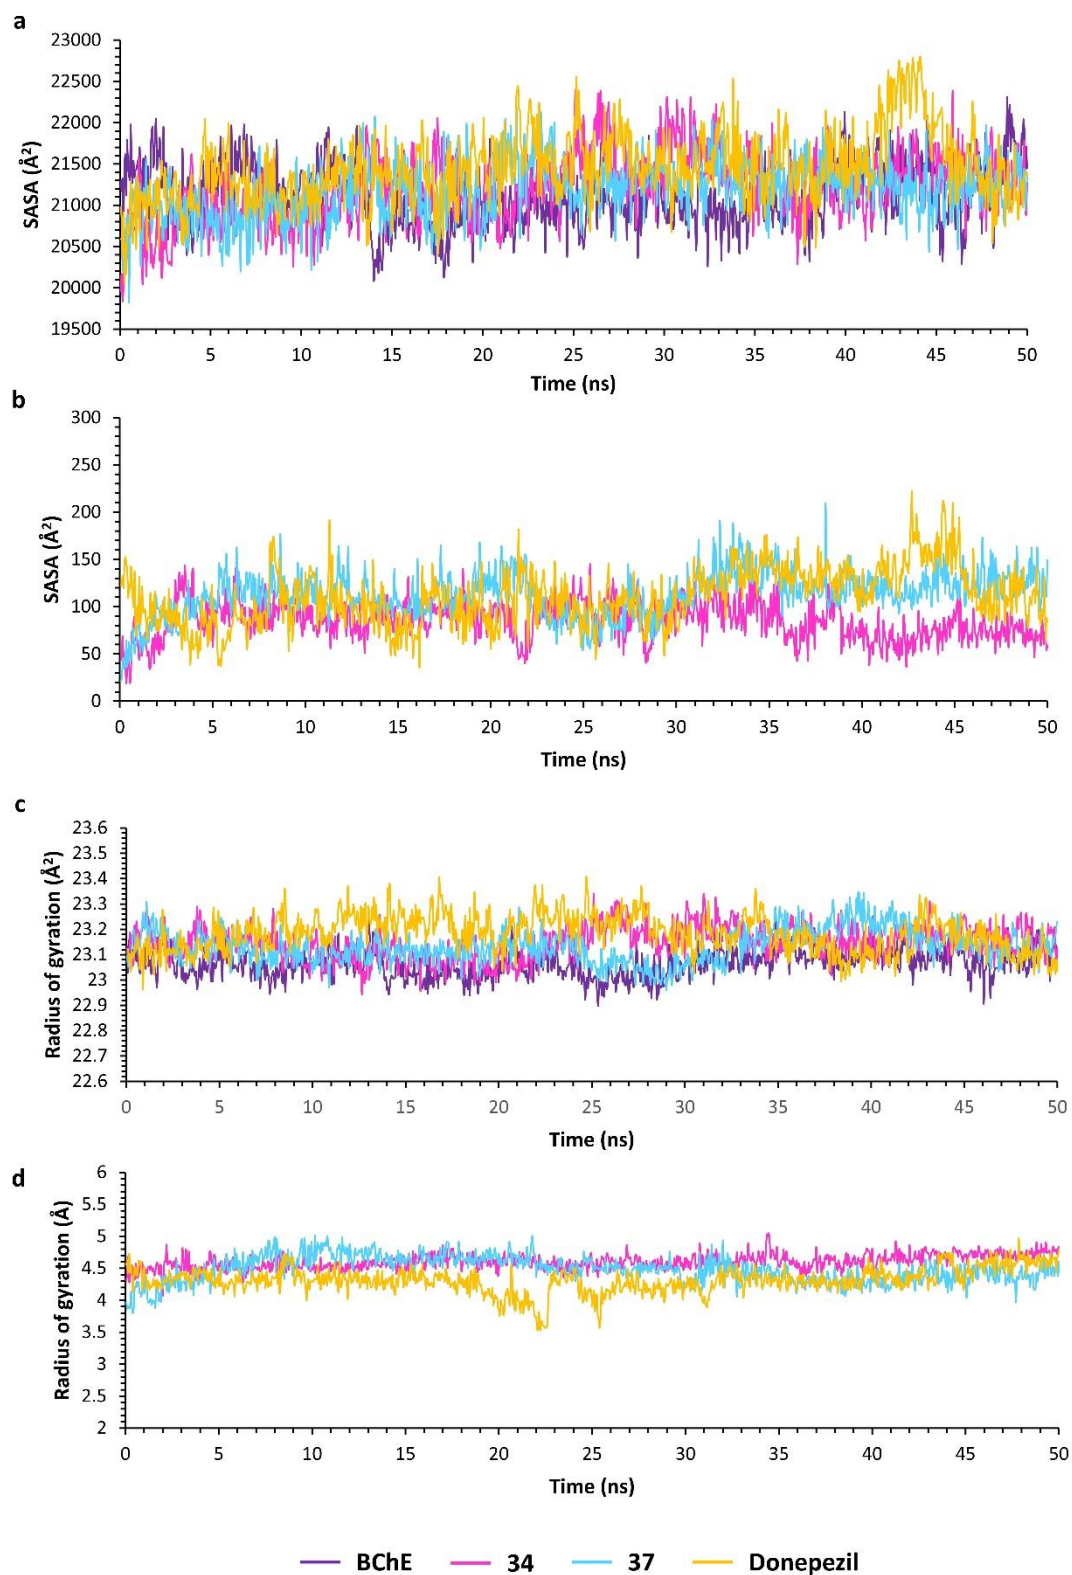 a
SASA (Å²)
23000
22500
22000
21500
21000
20500
20000
19500
0 5 10 15 20 25 30 35 40 45 50
Time (ns)
b
SASA (Å²)
300
250
200
150
100
50
0
0 5 10 15 20 25 30 35 40 45 50
Time (ns)
c
Radius of gyration (Å²)
23.6
23.5
23.4
23.3
23.2
23.1
23
22.9
22.8
22.7
22.6
0 5 10 15 20 25 30 35 40 45 50
Time (ns)
d
Radius of gyration (Å)
6
5.5
5
4.5
4
3.5
3
2.5
2
0 5 10 15 20 25 30 35 40 45 50
Time (ns)
BChE 34 37 Donepezil